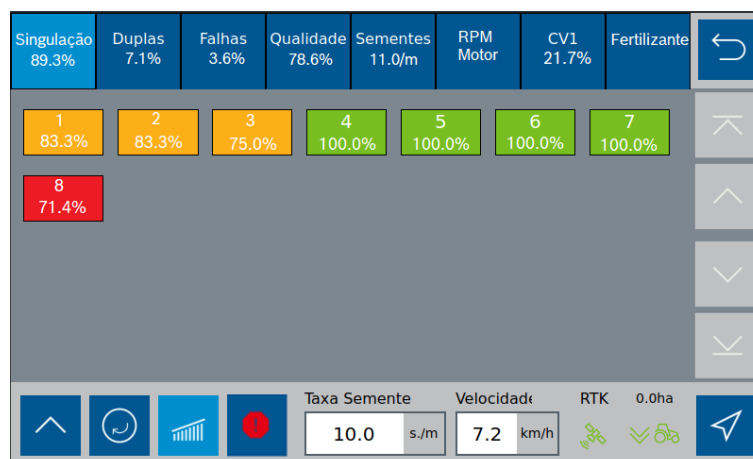 Singulação
89.3%
Duplas
7.1%
Falhas
3.6%
Qualidade
78.6%
Sementes
11.0/m
RPM
Motor
CV1
21.7%
Fertilizante
1
83.3%
2
83.3%
3
75.0%
4
100.0%
5
100.0%
6
100.0%
7
100.0%
8
71.4%
Taxa Semente
10.0 s./m
Velocidade
7.2 km/h
RTK
0.0ha